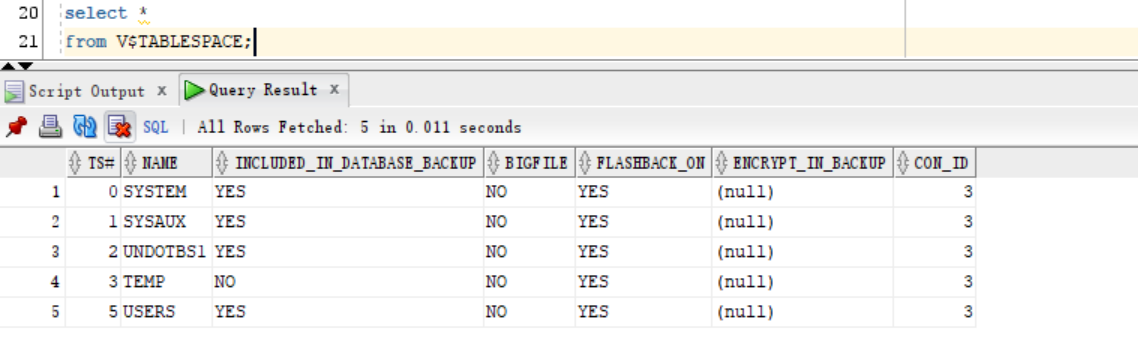 20 select *
21 from V$TABLESPACE;
Script Output x Query Result x
SQL | All Rows Fetched: 5 in 0.011 seconds
TS# NAME INCLUDED_IN_DATABASE_BACKUP BIGFILE FLASHBACK_ON ENCRYPT_IN_BACKUP CON_ID
1 0 SYSTEM YES NO YES (null) 3
2 1 SYSAUX YES NO YES (null) 3
3 2 UNDOTBS1 YES NO YES (null) 3
4 3 TEMP NO NO YES (null) 3
5 5 USERS YES NO YES (null) 3